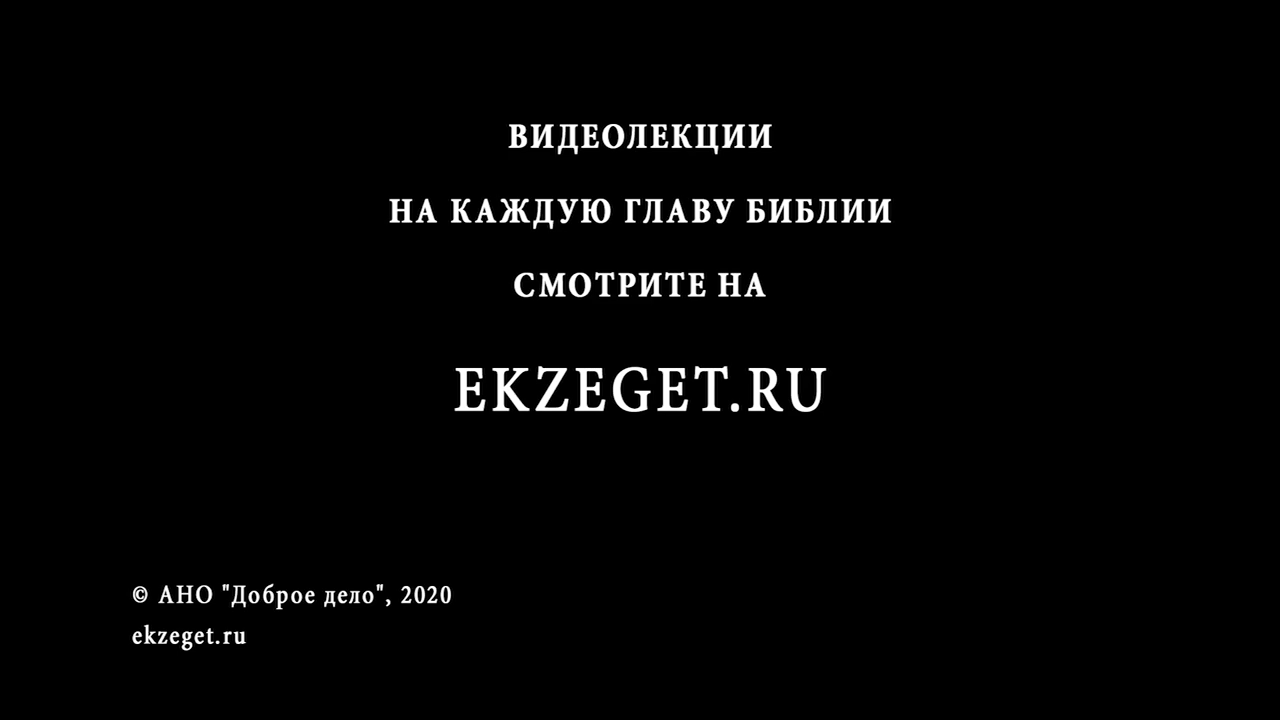 ВИДЕОЛЕКЦИИ
НА КАЖДУЮ ГЛАВУ БИБЛИИ
СМОТРИТЕ НА
EKZEGET.RU
© АНО "Доброе дело", 2020
ekzeget.ru